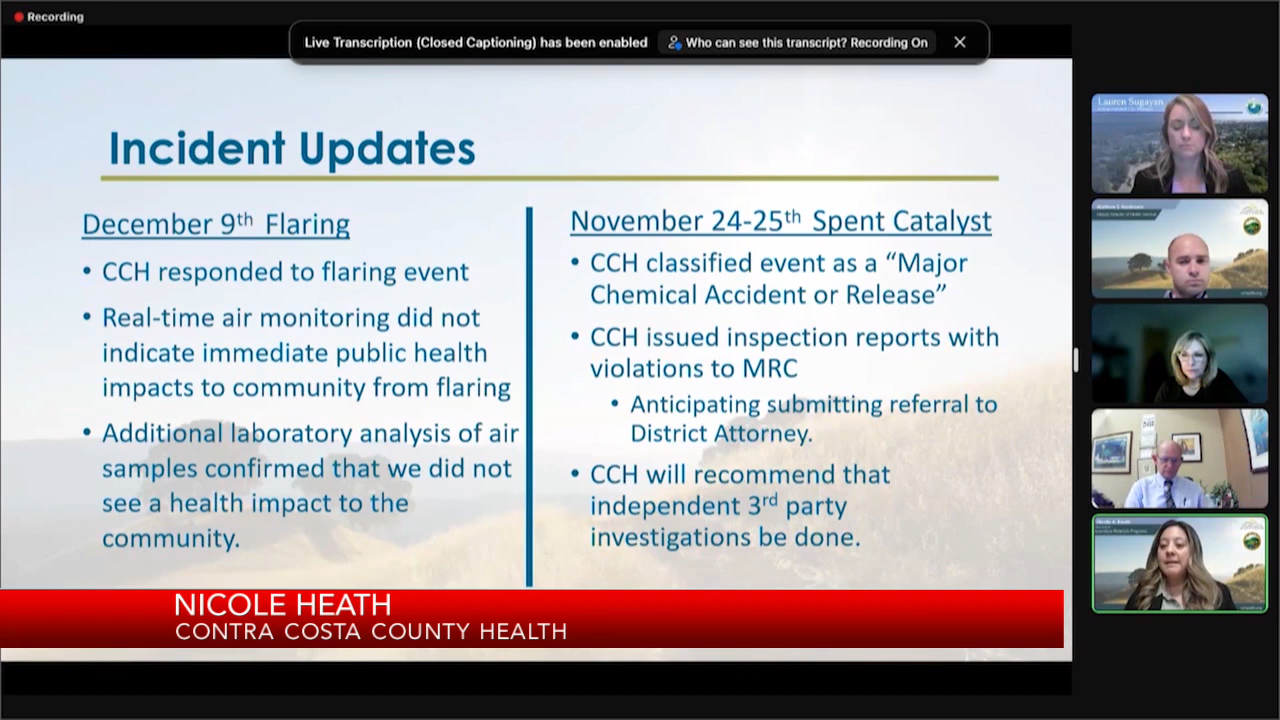 Recording
Live Transcription (Closed Captioning) has been enabled
Who can see this transcript? Recording On
Incident Updates
December 9th Flaring
• CCH responded to flaring event
• Real-time air monitoring did not
indicate immediate public health
impacts to community from flaring
• Additional laboratory analysis of air
samples confirmed that we did not
see a health impact to the
community.
November 24-25th Spent Catalyst
• CCH classified event as a “Major
Chemical Accident or Release”
• CCH issued inspection reports with
violations to MRC
• Anticipating submitting referral to
District Attorney.
• CCH will recommend that
independent 3rd party
investigations be done.
NICOLE HEATH
CONTRA COSTA COUNTY HEALTH
Lauren Sugayan